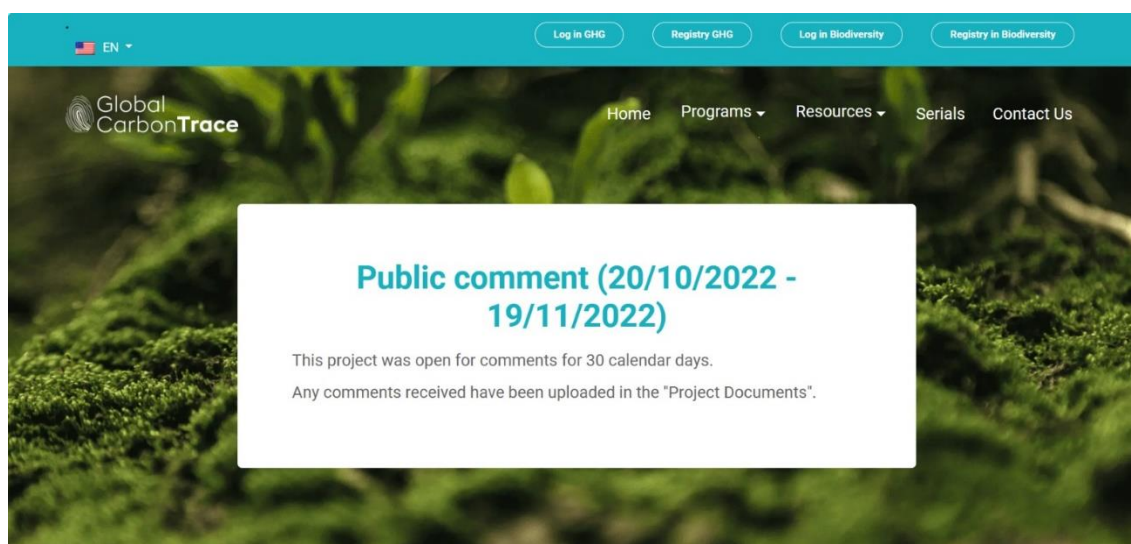 EN
Log in GHG
Registry GHG
Log in Biodiversity
Registry in Biodiversity
Global
CarbonTrace
Home
Programs
Resources
Serials
Contact Us
Public comment (20/10/2022 -
19/11/2022)
This project was open for comments for 30 calendar days.
Any comments received have been uploaded in the "Project Documents".